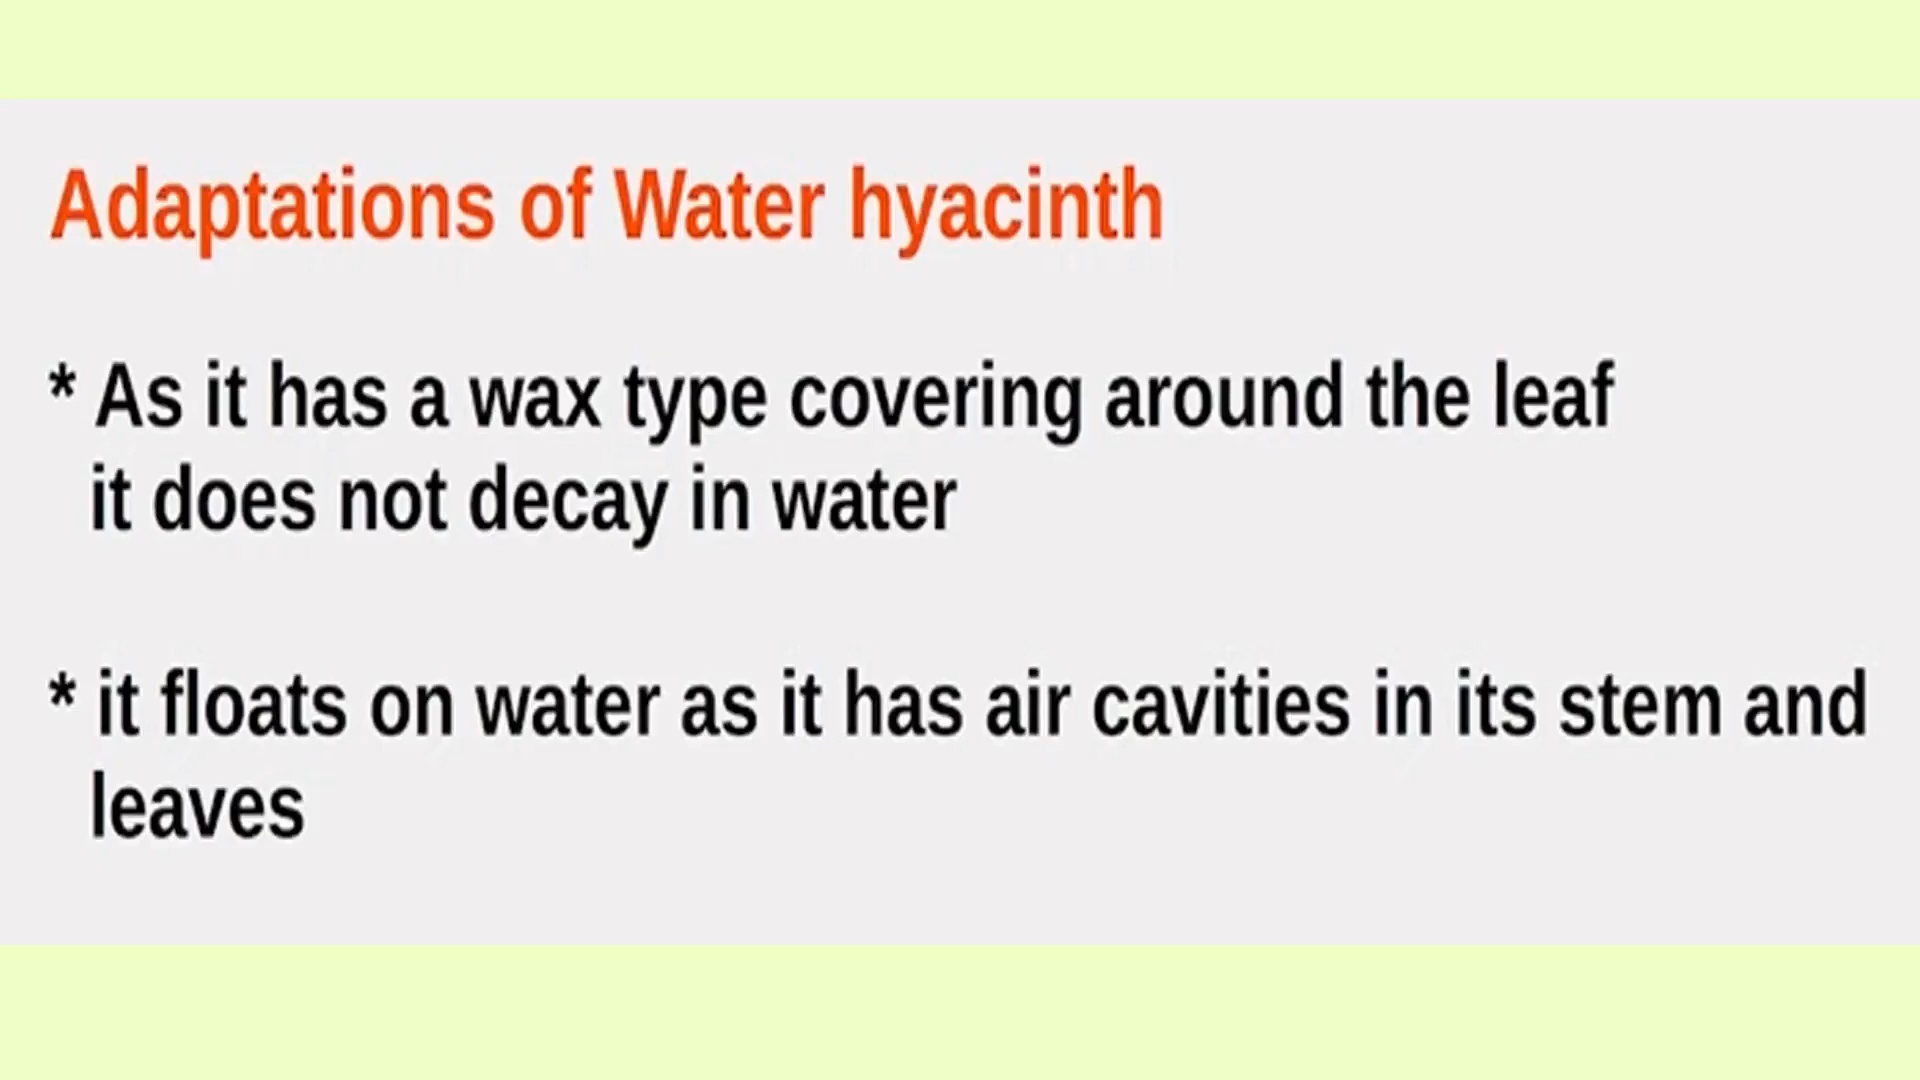 Adaptations of Water hyacinth
* As it has a wax type covering around the leaf
it does not decay in water
* it floats on water as it has air cavities in its stem and
leaves